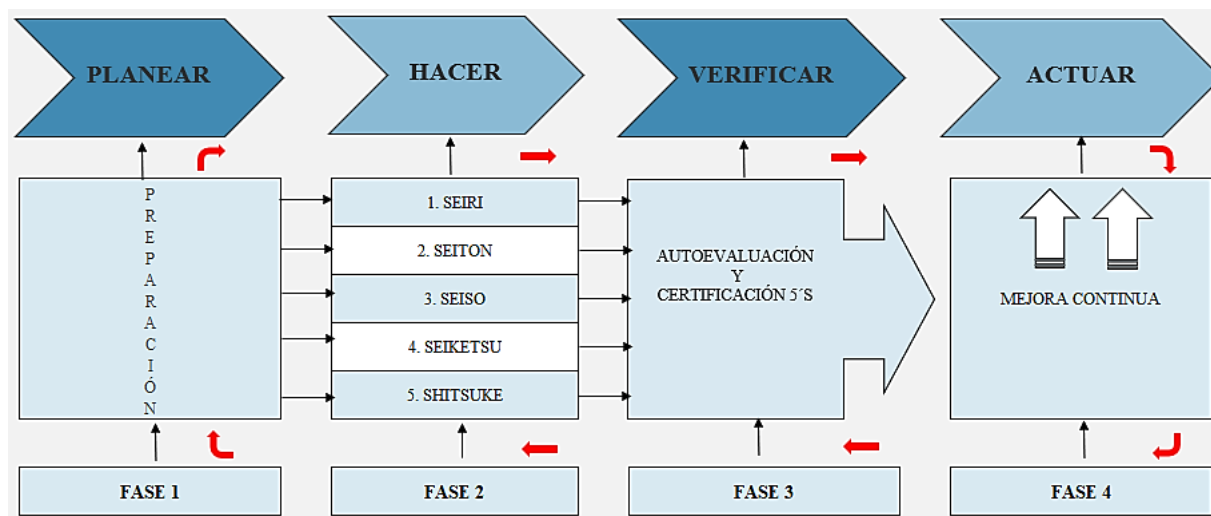 PLANEAR
HACER
VERIFICAR
ACTUAR
PREPARACIÓN
1. SEIRI
2. SEITON
3. SEISO
4. SEIKETSU
5. SHITSUKE
AUTOEVALUACIÓN
Y
CERTIFICACIÓN 5´S
MEJORA CONTINUA
FASE 1
FASE 2
FASE 3
FASE 4